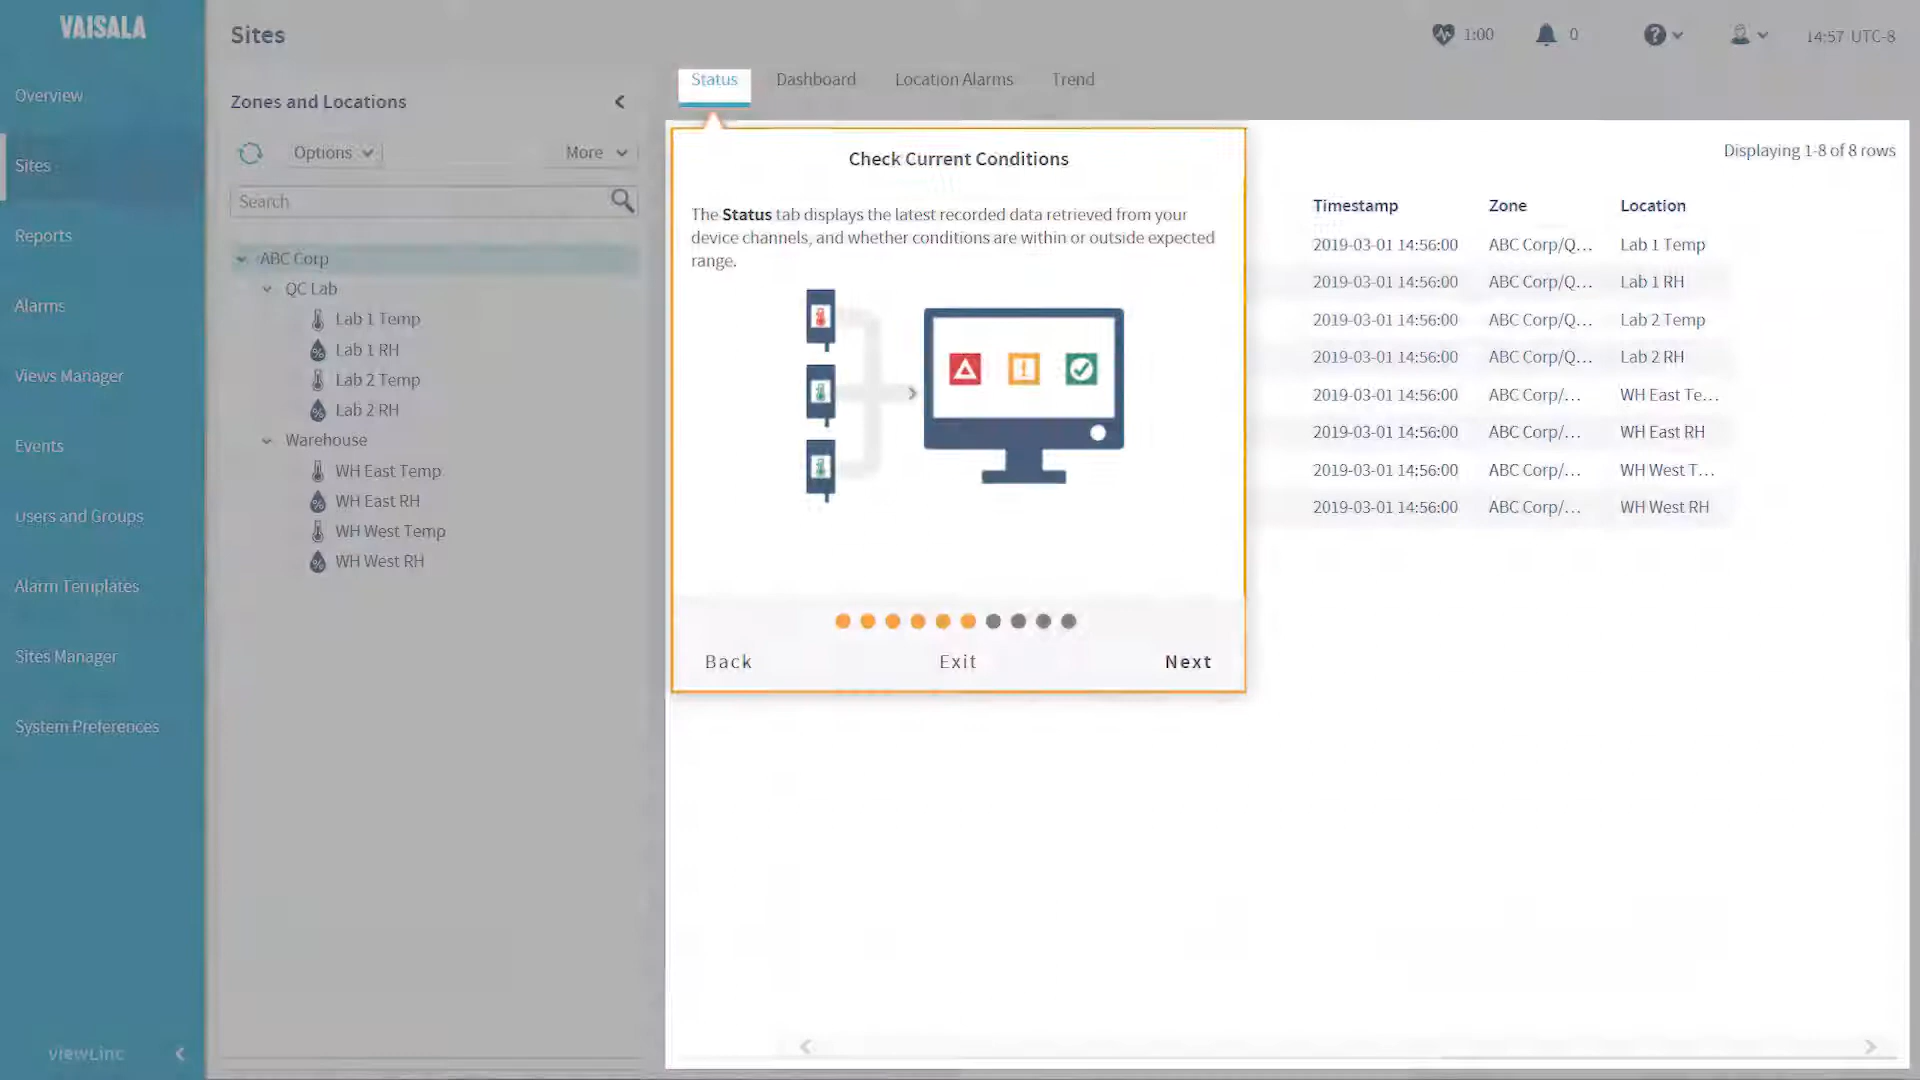 VAISALA
Sites
1:00
0
14:57 UTC-8
Overview
Sites
Reports
Alarms
Views Manager
Events
Users and Groups
Alarm Templates
Sites Manager
System Preferences
viewLinc
Zones and Locations
Options
More
Search
ABC Corp
QC Lab
Lab 1 Temp
Lab 1 RH
Lab 2 Temp
Lab 2 RH
Warehouse
WH East Temp
WH East RH
WH West Temp
WH West RH
Status Dashboard Location Alarms Trend
Check Current Conditions
The Status tab displays the latest recorded data retrieved from your
device channels, and whether conditions are within or outside expected
range.
Back Exit Next
Displaying 1-8 of 8 rows
Timestamp Zone Location
2019-03-01 14:56:00 ABC Corp/Q... Lab 1 Temp
2019-03-01 14:56:00 ABC Corp/Q... Lab 1 RH
2019-03-01 14:56:00 ABC Corp/Q... Lab 2 Temp
2019-03-01 14:56:00 ABC Corp/Q... Lab 2 RH
2019-03-01 14:56:00 ABC Corp/... WH East Te...
2019-03-01 14:56:00 ABC Corp/... WH East RH
2019-03-01 14:56:00 ABC Corp/... WH West T...
2019-03-01 14:56:00 ABC Corp/... WH West RH